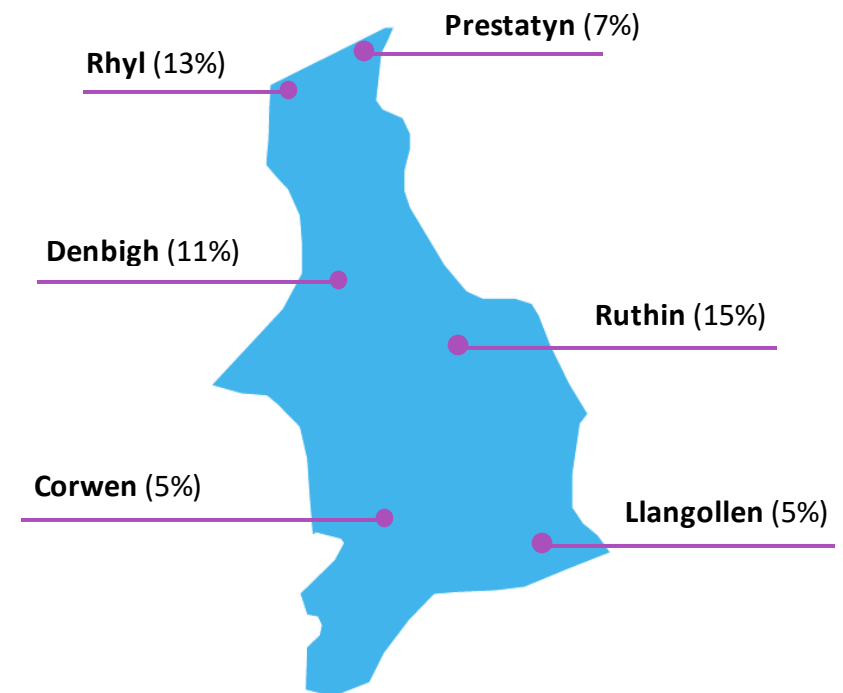 Prestatyn (7%)
Rhyl (13%)
Denbigh (11%)
Ruthin (15%)
Corwen (5%)
Llangollen (5%)